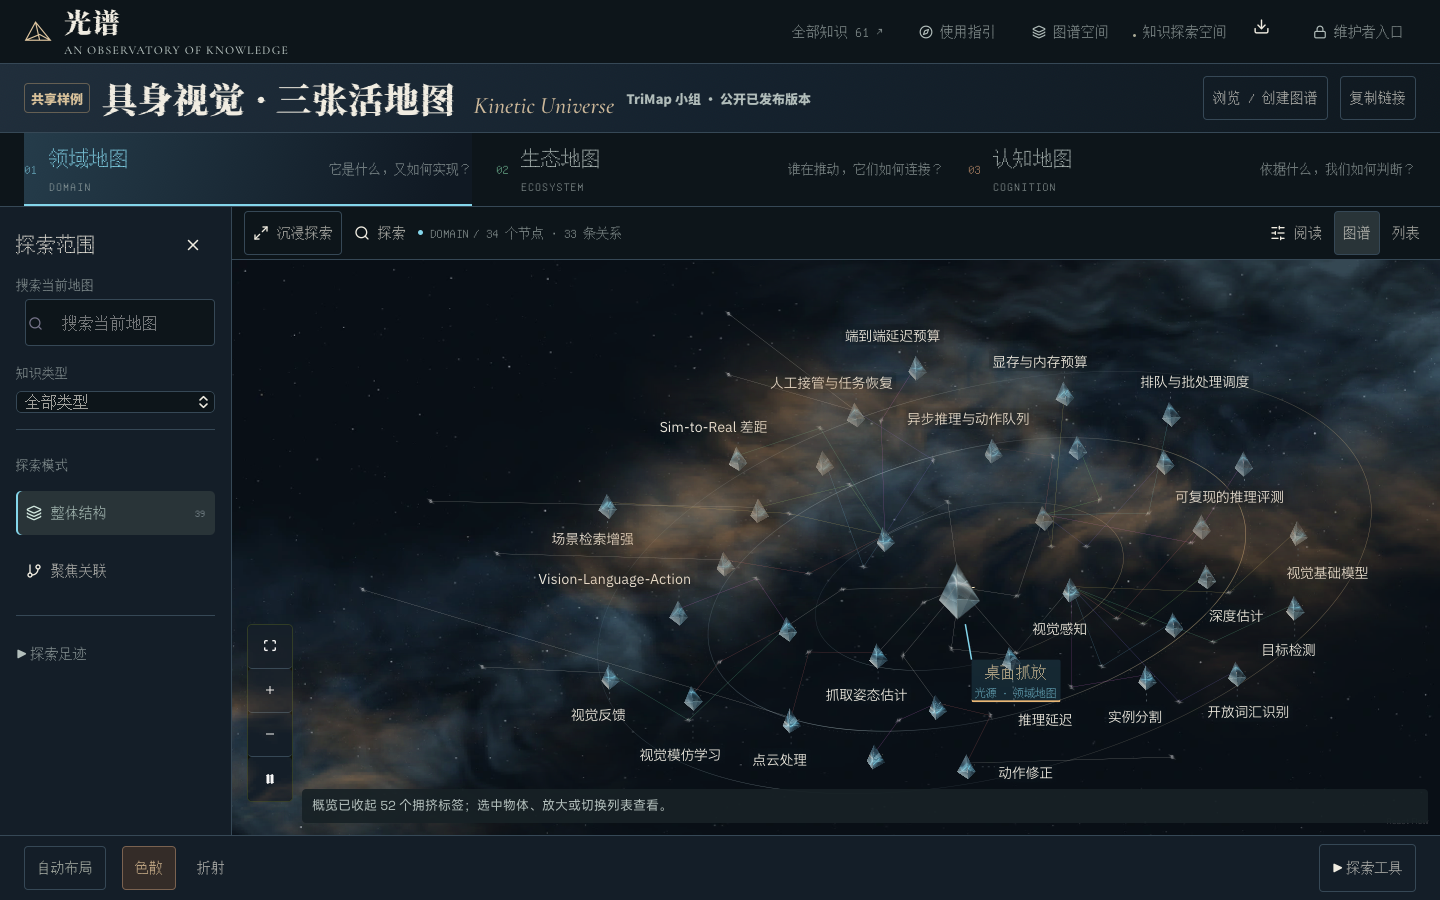 光谱
AN OBSERVATORY OF KNOWLEDGE
全部知识 61 ↗
使用指引
图谱空间
知识探索空间
维护者入口
共享样例
具身视觉·三张活地图
Kinetic Universe
TriMap 小组 · 公开已发布版本
浏览 / 创建图谱
复制链接
01 领域地图
DOMAIN
它是什么，又如何实现？
02 生态地图
ECOSYSTEM
谁在推动，它们如何连接？
03 认知地图
COGNITION
依据什么，我们如何判断？
探索范围
搜索当前地图
搜索当前地图
知识类型
全部类型
探索模式
整体结构 39
聚焦关联
▶探索足迹
沉浸探索
探索
DOMAIN / 34 个节点 · 33 条关系
阅读
图谱
列表
端到端延迟预算
显存与内存预算
人工接管与任务恢复
排队与批处理调度
异步推理与动作队列
Sim-to-Real 差距
可复现的推理评测
场景检索增强
Vision-Language-Action
视觉基础模型
深度估计
视觉感知
目标检测
桌面抓放
光源 · 领域地图
抓取姿态估计
视觉反馈
推理延迟
实例分割
开放词汇识别
视觉模仿学习
点云处理
动作修正
概览已收起 52 个拥挤标签；选中物体、放大或切换列表查看。
自动布局
色散
折射
▶探索工具